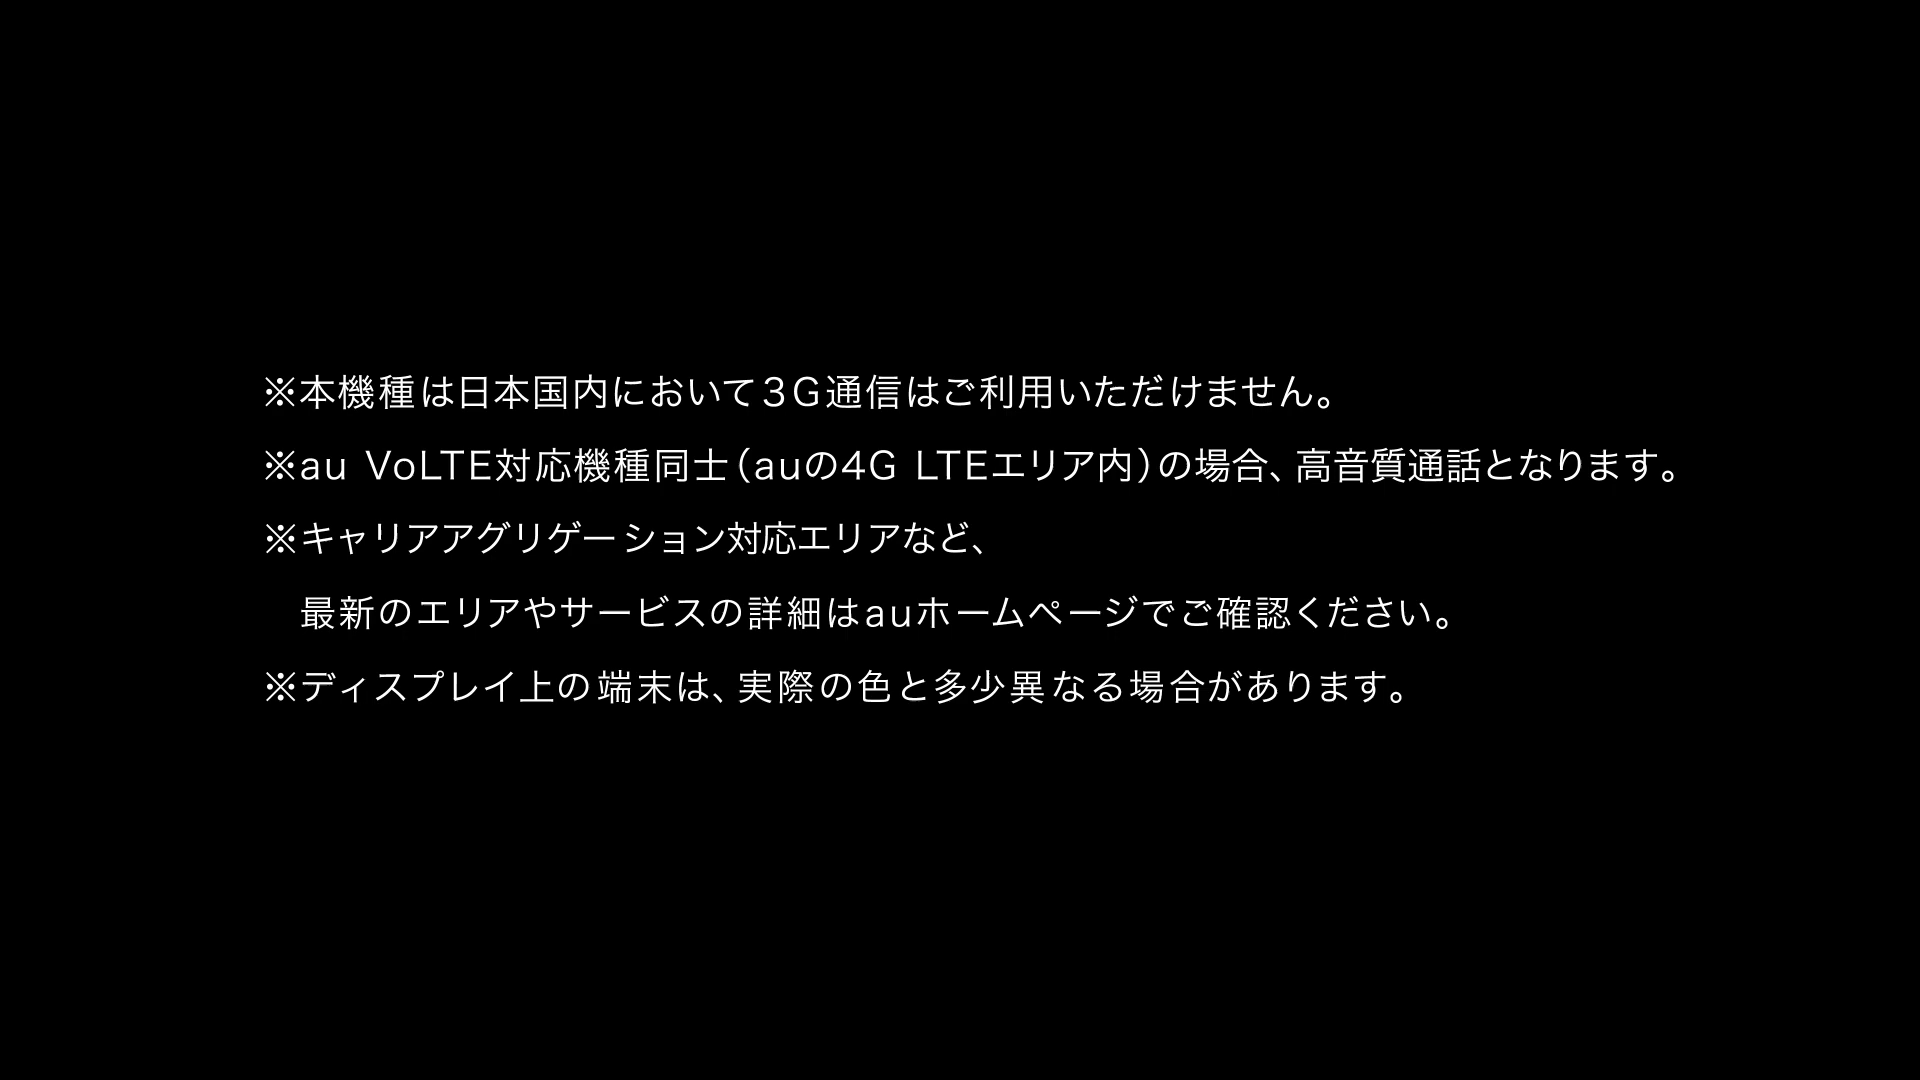 ※本機種は日本国内において3G通信はご利用いただけません。
※au VoLTE対応機種同士(auの4G LTEエリア内)の場合、高音質通話となります。
※キャリアアグリゲーション対応エリアなど、
最新のエリアやサービスの詳細はauホームページでご確認ください。
※ディスプレイ上の端末は、実際の色と多少異なる場合があります。